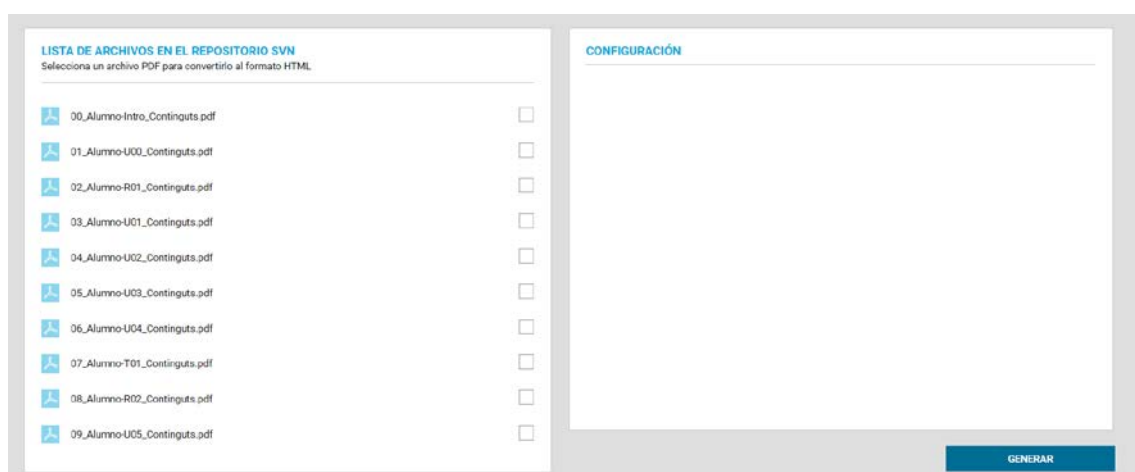 LISTA DE ARCHIVOS EN EL REPOSITORIO SVN
Selecciona un archivo PDF para convertirlo al formato HTML
00_Alumno-Intro_Continguts.pdf
01_Alumno-U00_Continguts.pdf
02_Alumno-R01_Continguts.pdf
03_Alumno-U01_Continguts.pdf
04_Alumno-U02_Continguts.pdf
05_Alumno-U03_Continguts.pdf
06_Alumno-U04_Continguts.pdf
07_Alumno-T01_Continguts.pdf
08_Alumno-R02_Continguts.pdf
09_Alumno-U05_Continguts.pdf
CONFIGURACIÓN
GENERAR